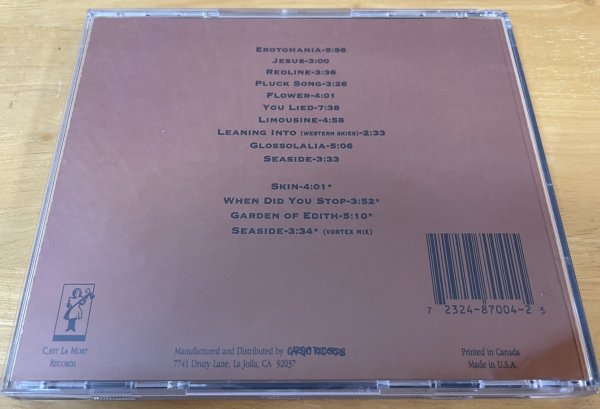 Erotomania-5:56
Jesus-3:00
Redline-3:36
Pluck Song-3:26
Flower-4:01
You Lied-7:38
Limousine-4:58
Leaning Into (western skies)-2:33
Glossolalia-5:06
Seaside-3:33
Skin-4:01*
When Did You Stop-3:52*
Garden of Edith-5:10*
Seaside-3:34* (vortex mix)
7 2324-87004-2 5
C'est La Mort
Records
Manufactured and Distributed by CARGO RECORDS
7741 Drury Lane, La Jolla, CA 92037
Printed in Canada
Made in U.S.A.